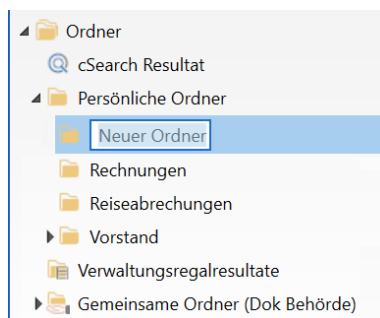 Ordner
cSearch Resultat
Persönliche Ordner
Neuer Ordner
Rechnungen
Reiseabrechungen
Vorstand
Verwaltungsregalresultate
Gemeinsame Ordner (Dok Behörde)